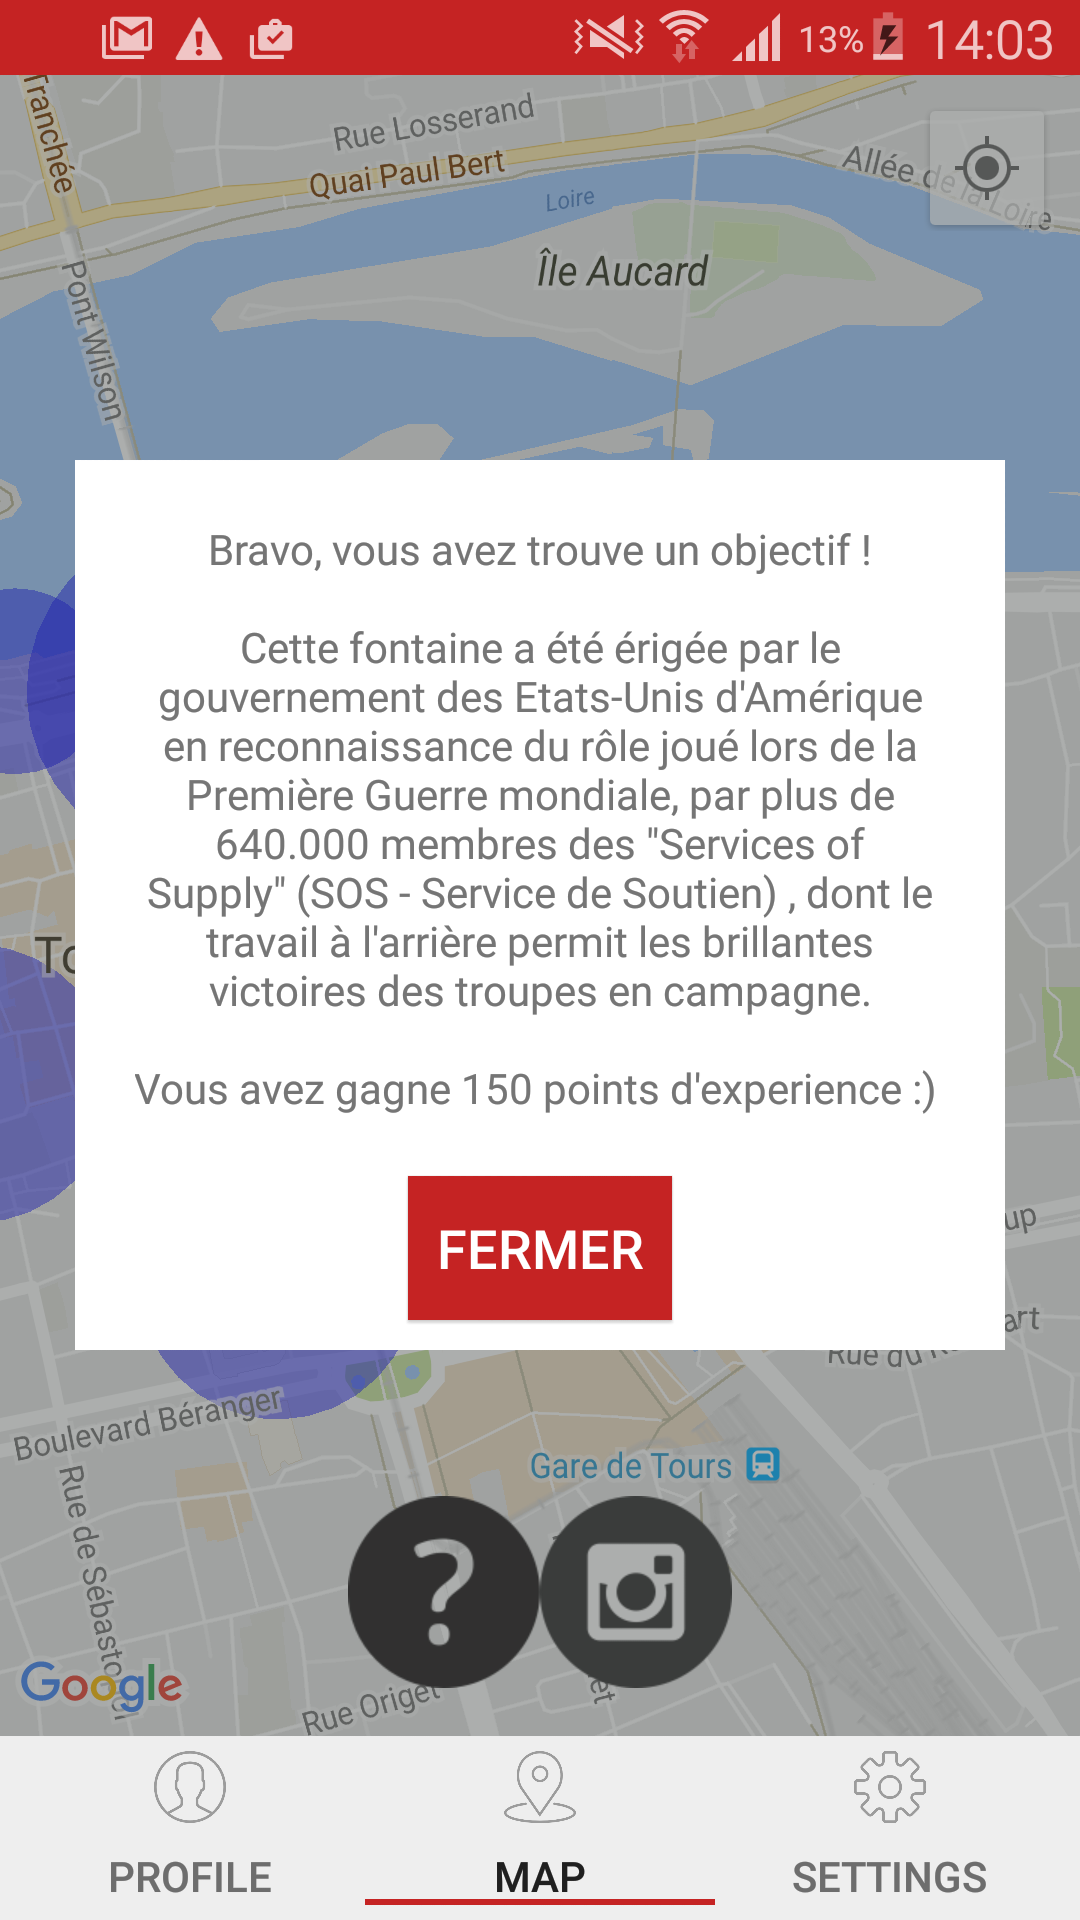 13% 14:03
Tranchée
Rue Losserand
Quai Paul Bert
Allée de la Loire
Loire
Île Aucard
Pont Wilson
Bravo, vous avez trouve un objectif !
Cette fontaine a été érigée par le
gouvernement des Etats-Unis d'Amérique
en reconnaissance du rôle joué lors de la
Première Guerre mondiale, par plus de
640.000 membres des "Services of
Supply" (SOS - Service de Soutien) , dont le
travail à l'arrière permit les brillantes
victoires des troupes en campagne.
Vous avez gagne 150 points d'experience :)
FERMER
To
up
art
Rue du
Boulevard Béranger
Gare de Tours
Rue de Sébastopol
?
Google
Rue Origet
et
PROFILE
MAP
SETTINGS